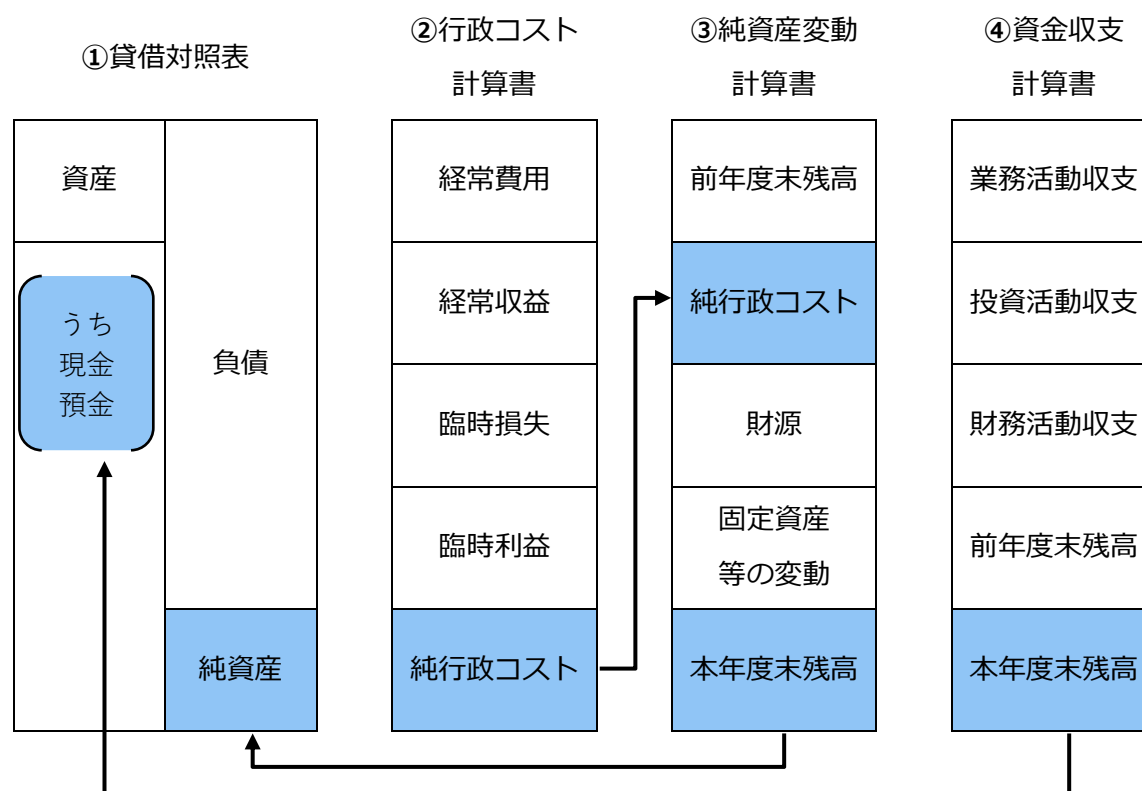 ①貸借対照表
資産
うち
現金
預金
負債
純資産
②行政コスト
計算書
経常費用
経常収益
臨時損失
臨時利益
純行政コスト
③純資産変動
計算書
前年度末残高
純行政コスト
財源
固定資産
等の変動
本年度末残高
④資金収支
計算書
業務活動収支
投資活動収支
財務活動収支
前年度末残高
本年度末残高